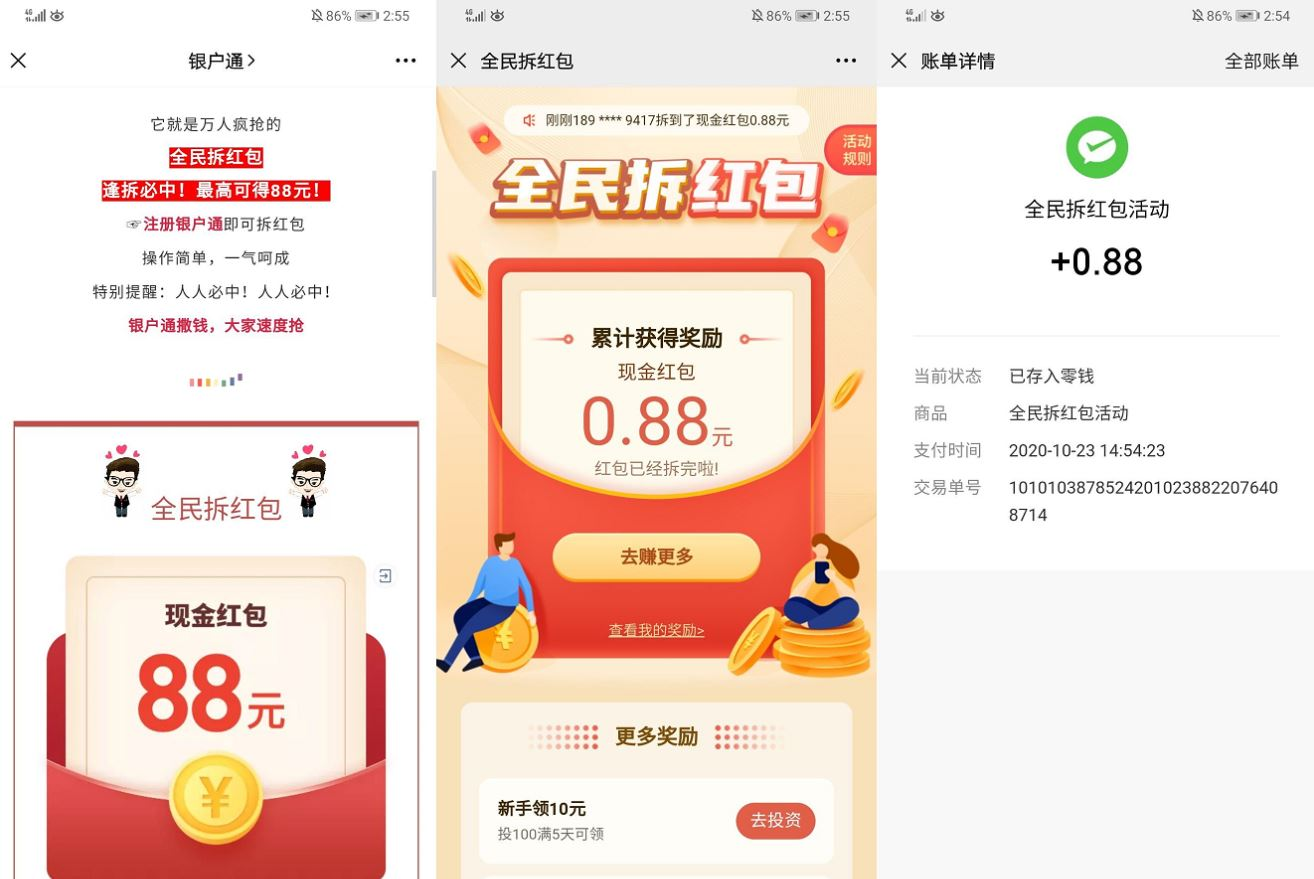 4G 86% 2:55
银户通>
它就是万人疯抢的
全民拆红包
逢拆必中！最高可得88元！
☞注册银户通即可拆红包
操作简单，一气呵成
特别提醒：人人必中！人人必中！
银户通撒钱，大家速度抢
全民拆红包
现金红包
88元
¥
4G 86% 2:55
全民拆红包
刚刚189 **** 9417拆到了现金红包0.88元
活动
规则
全民拆红包
累计获得奖励
现金红包
0.88元
红包已经拆完啦!
去赚更多
¥
查看我的奖励>
更多奖励
新手领10元
投100满5天可领
去投资
4G 86% 2:54
账单详情 全部账单
全民拆红包活动
+0.88
当前状态 已存入零钱
商品 全民拆红包活动
支付时间 2020-10-23 14:54:23
交易单号 1010103878524201023882207640
8714